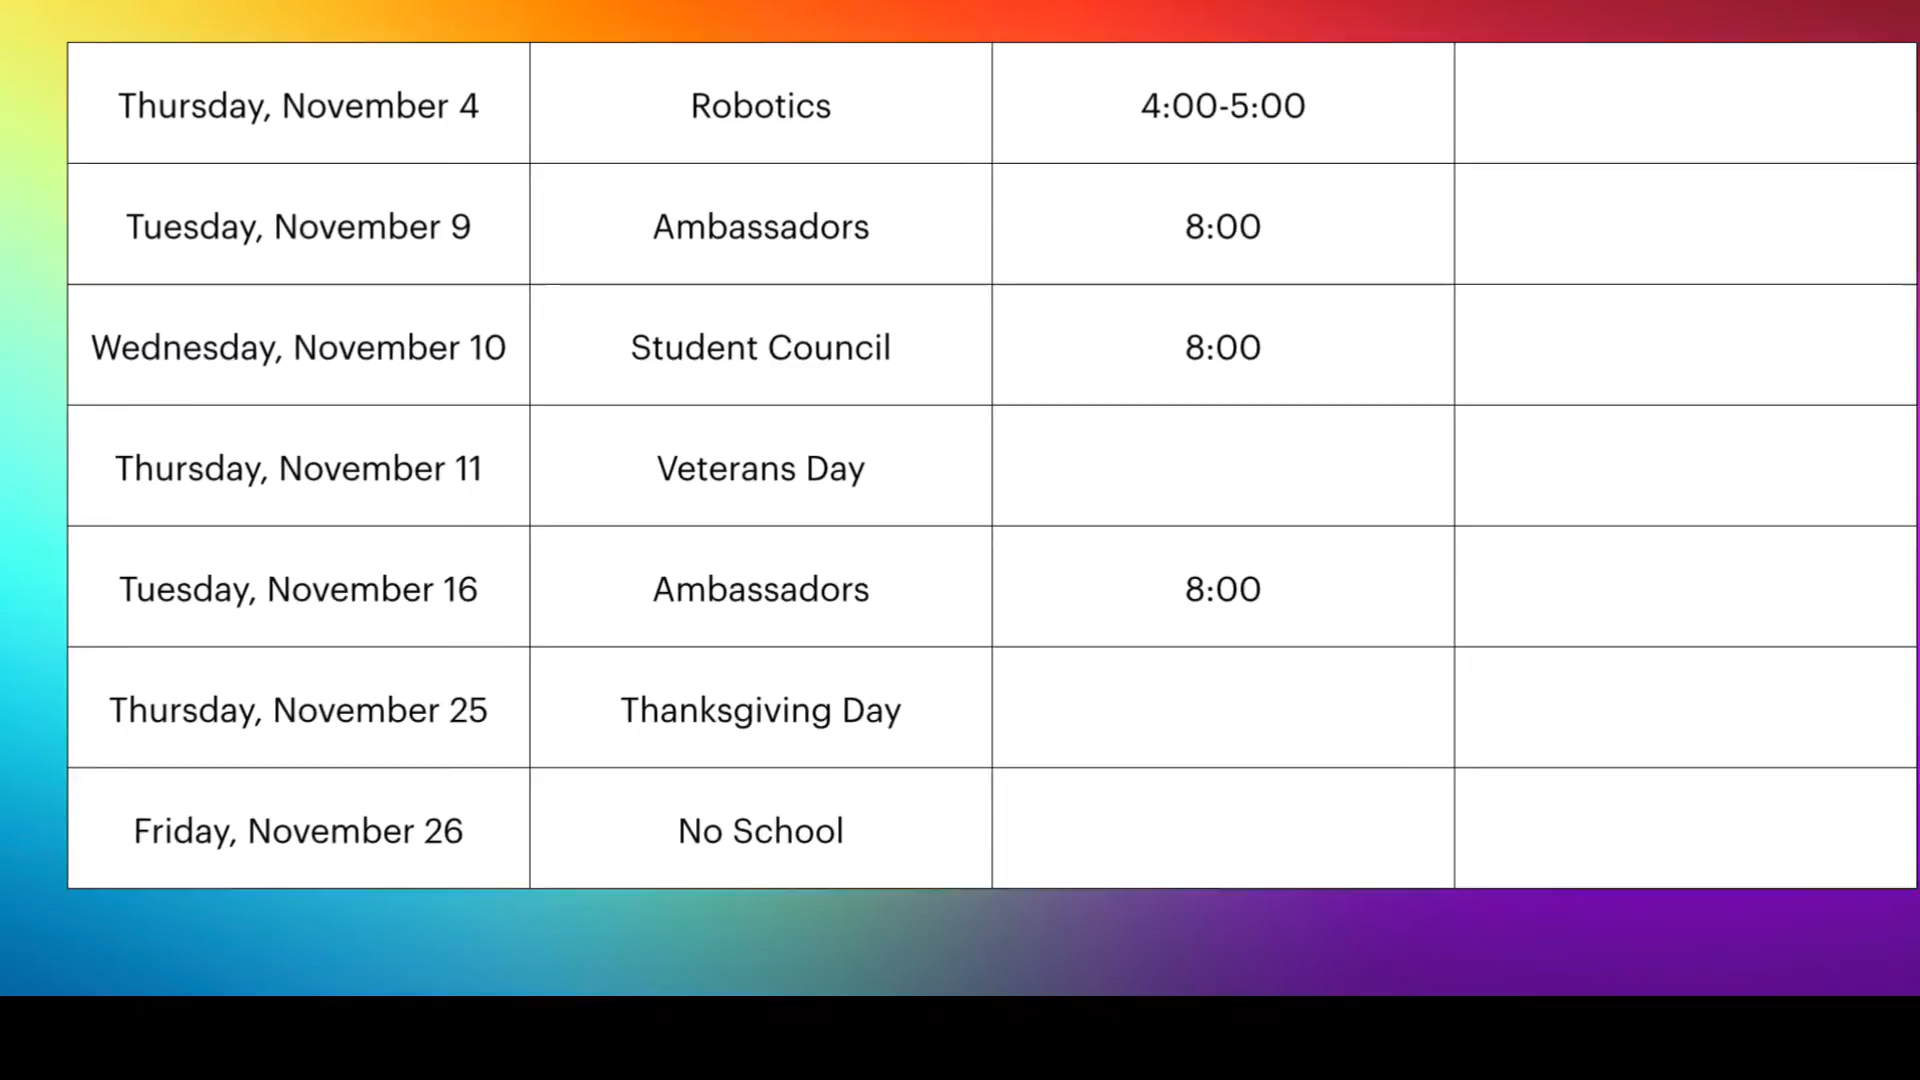 Thursday, November 4 Robotics 4:00-5:00
Tuesday, November 9 Ambassadors 8:00
Wednesday, November 10 Student Council 8:00
Thursday, November 11 Veterans Day
Tuesday, November 16 Ambassadors 8:00
Thursday, November 25 Thanksgiving Day
Friday, November 26 No School